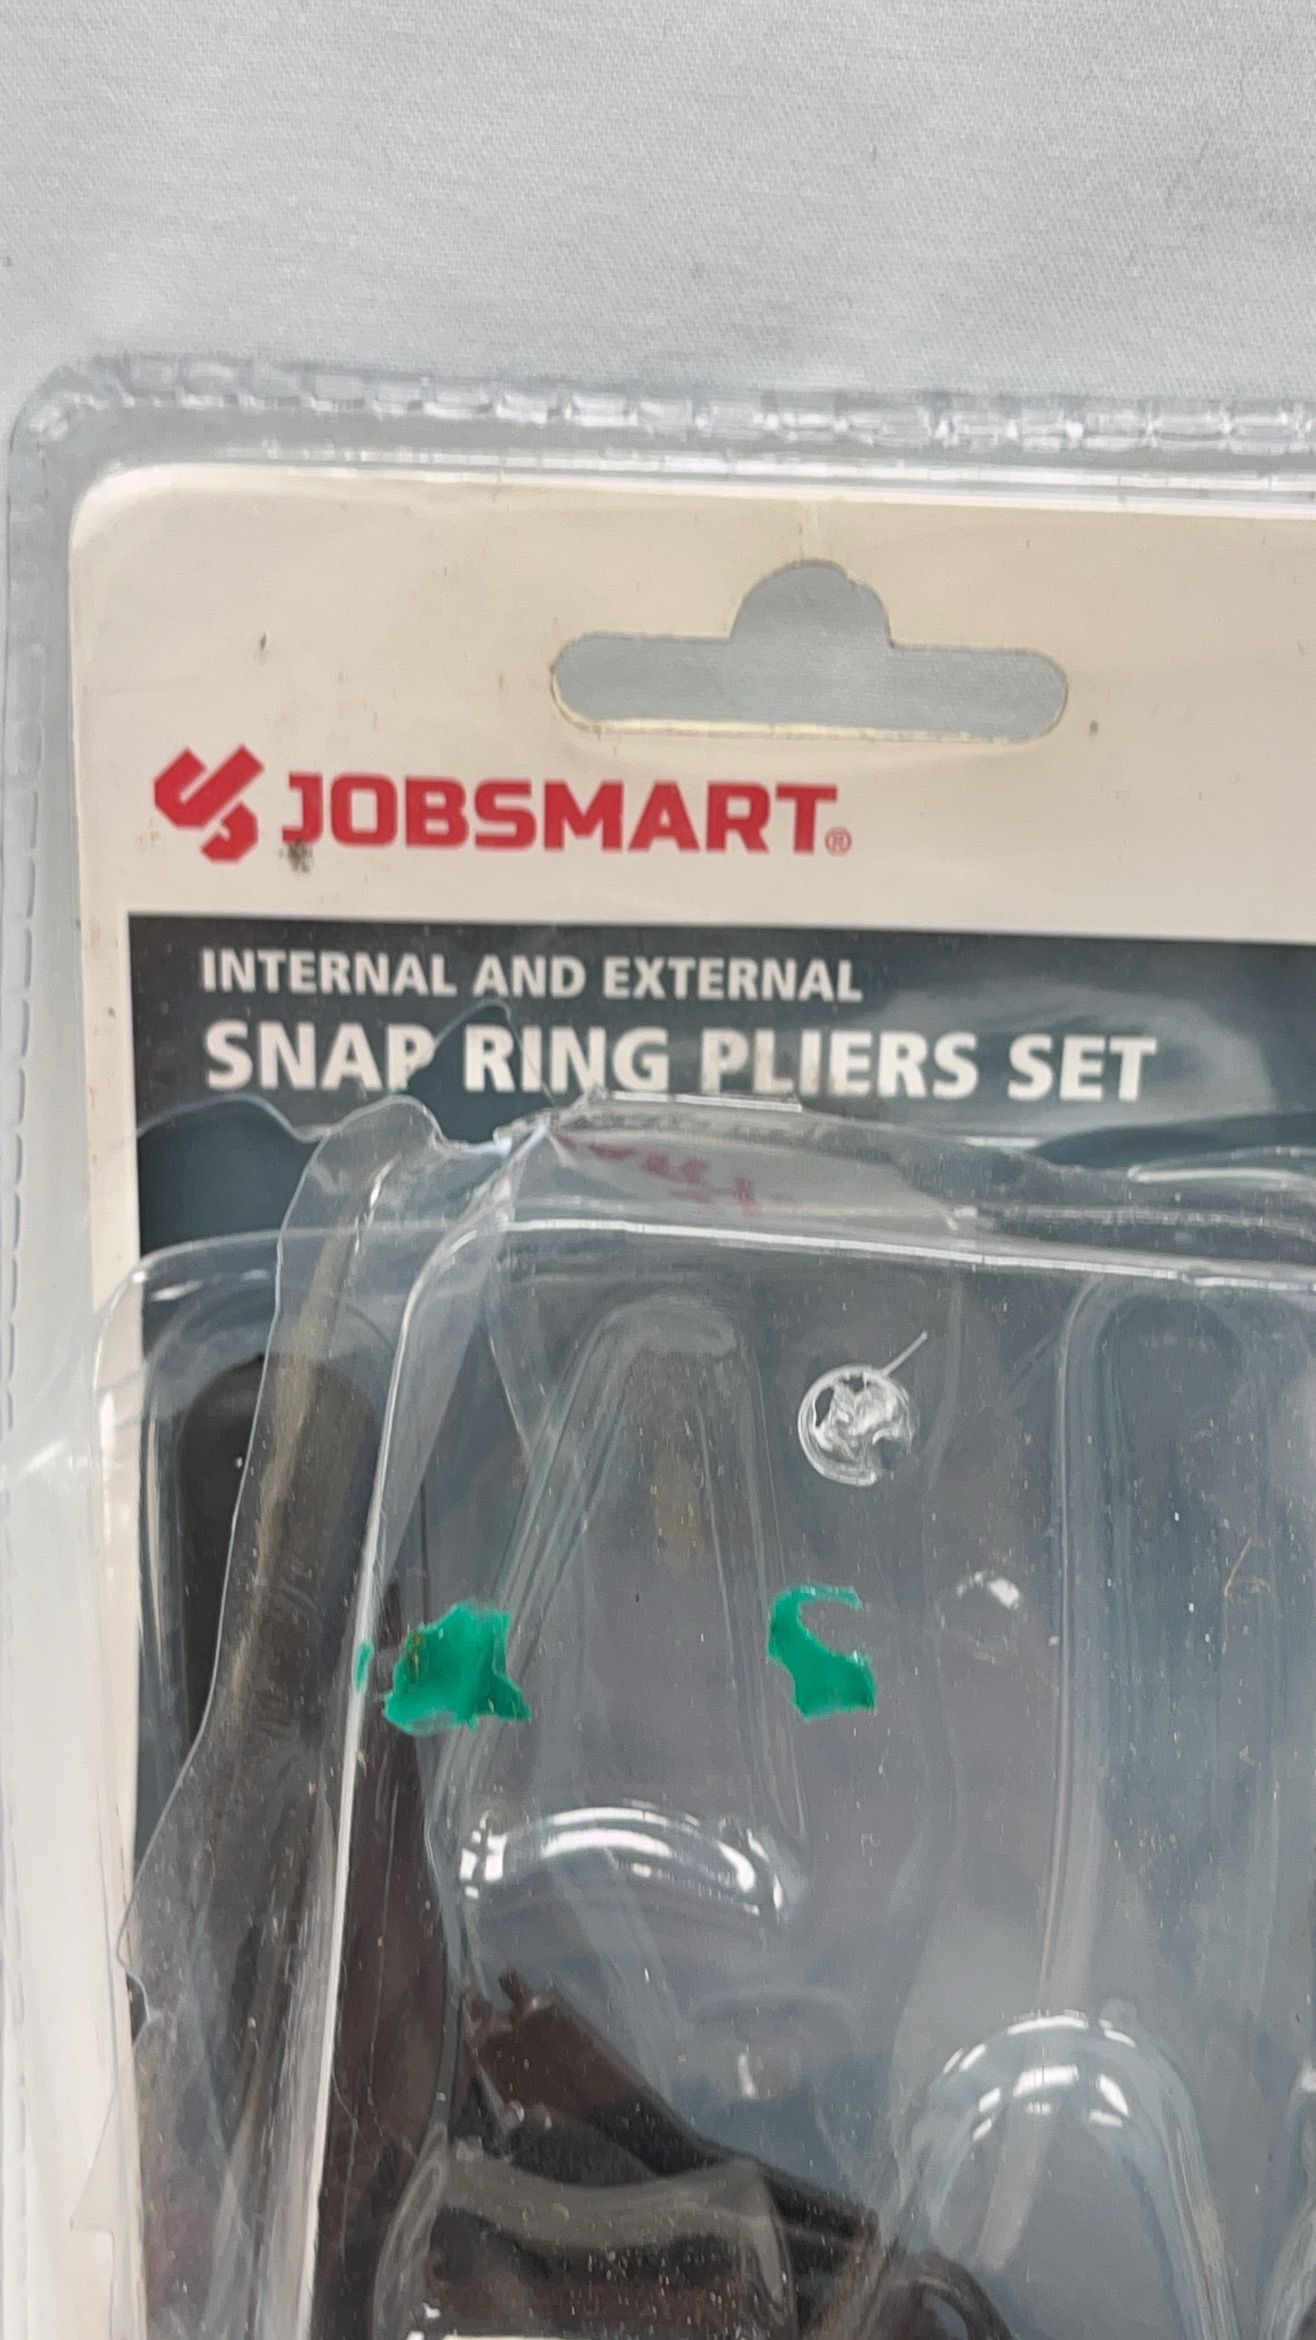 JOBSMART®
INTERNAL AND EXTERNAL
SNAP RING PLIERS SET